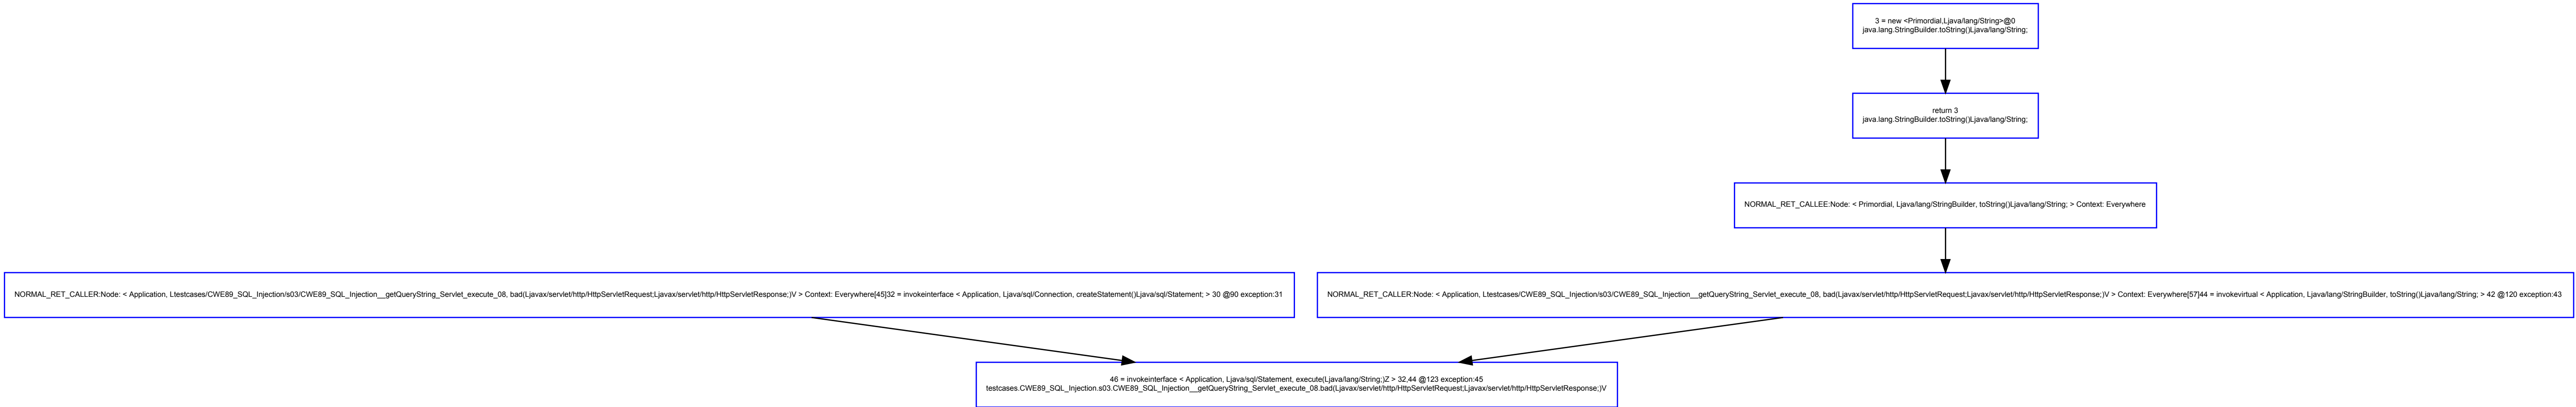 3 = new <Primordial,Ljava/lang/String>@0
java.lang.StringBuilder.toString()Ljava/lang/String;
return 3
java.lang.StringBuilder.toString()Ljava/lang/String;
NORMAL_RET_CALLEE:Node: < Primordial, Ljava/lang/StringBuilder, toString()Ljava/lang/String; > Context: Everywhere
NORMAL_RET_CALLER:Node: < Application, Ltestcases/CWE89_SQL_Injection/s03/CWE89_SQL_Injection__getQueryString_Servlet_execute_08, bad(Ljavax/servlet/http/HttpServletRequest;Ljavax/servlet/http/HttpServletResponse;)V > Context: Everywhere[45]32 = invokeinterface < Application, Ljava/sql/Connection, createStatement()Ljava/sql/Statement; > 30 @90 exception:31
NORMAL_RET_CALLER:Node: < Application, Ltestcases/CWE89_SQL_Injection/s03/CWE89_SQL_Injection__getQueryString_Servlet_execute_08, bad(Ljavax/servlet/http/HttpServletRequest;Ljavax/servlet/http/HttpServletResponse;)V > Context: Everywhere[57]44 = invokevirtual < Application, Ljava/lang/StringBuilder, toString()Ljava/lang/String; > 42 @120 exception:43
46 = invokeinterface < Application, Ljava/sql/Statement, execute(Ljava/lang/String;)Z > 32,44 @123 exception:45
testcases.CWE89_SQL_Injection.s03.CWE89_SQL_Injection__getQueryString_Servlet_execute_08.bad(Ljavax/servlet/http/HttpServletRequest;Ljavax/servlet/http/HttpServletResponse;)V